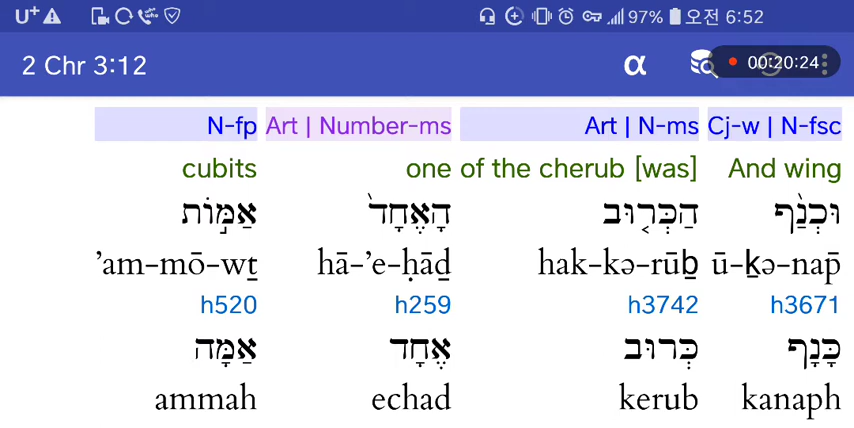 U+ 97% 오전 6:52
2 Chr 3:12 α 00:20:24
N-fp Art | Number-ms Art | N-ms Cj-w | N-fsc
cubits one of the cherub [was] And wing
וּכְנַ֨ף הַכְּר֤וּב הָאֶחָד֙ אַמּ֣וֹת
’am-mō-wṯ hā-’e-ḥāḏ hak-kə-rūḇ ū-ḵə-nap̄
h520 h259 h3742 h3671
כָּנָף כְּרוּב אֶחָד אַמָּה
ammah echad kerub kanaph